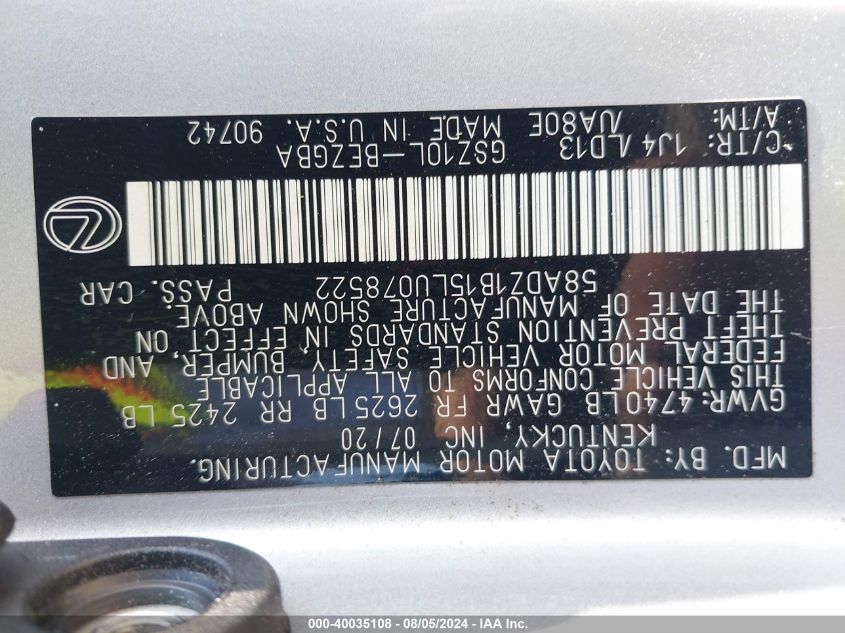 MFD. BY: TOYOTA MOTOR MANUFACTURING.
KENTUCKY, INC. 07/20
GVWR: 4740LB GAWR FR 2625LB RR 2425LB
THIS VEHICLE CONFORMS TO ALL APPLICABLE
FEDERAL MOTOR VEHICLE SAFETY, BUMPER, AND
THEFT PREVENTION STANDARDS IN EFFECT ON
THE DATE OF MANUFACTURE SHOWN ABOVE.
58ADZ1B15LU078522 PASS. CAR
GSZ10L-BEZGBA
C/TR: 1J4 /LD13 MADE IN U.S.A. 90742
A/TM: /UA80E
000-40035108 - 08/05/2024 - IAA Inc.